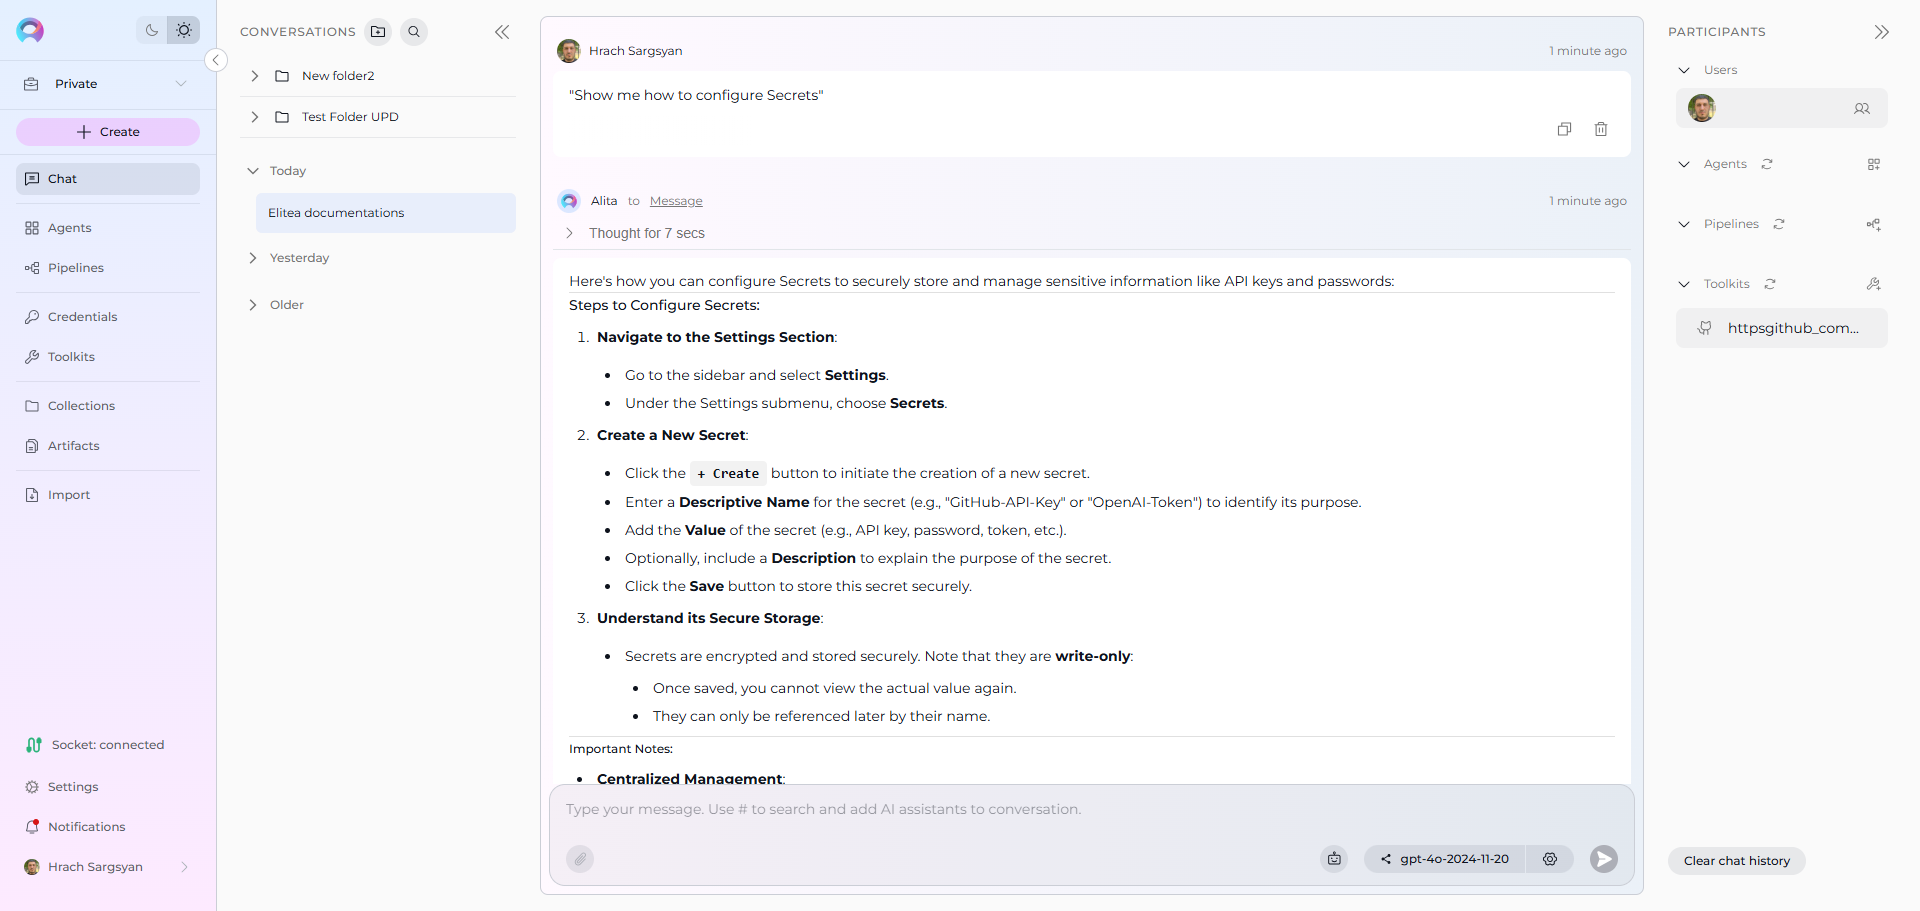 Private
Create
Chat
Agents
Pipelines
Credentials
Toolkits
Collections
Artifacts
Import
Socket: connected
Settings
Notifications
Hrach Sargsyan
CONVERSATIONS
New folder2
Test Folder UPD
Today
Elitea documentations
Yesterday
Older
Hrach Sargsyan
1 minute ago
"Show me how to configure Secrets"
Alita to Message
1 minute ago
Thought for 7 secs
Here's how you can configure Secrets to securely store and manage sensitive information like API keys and passwords:
Steps to Configure Secrets:
1. Navigate to the Settings Section:
• Go to the sidebar and select Settings.
• Under the Settings submenu, choose Secrets.
2. Create a New Secret:
• Click the + Create button to initiate the creation of a new secret.
• Enter a Descriptive Name for the secret (e.g., "GitHub-API-Key" or "OpenAI-Token") to identify its purpose.
• Add the Value of the secret (e.g., API key, password, token, etc.).
• Optionally, include a Description to explain the purpose of the secret.
• Click the Save button to store this secret securely.
3. Understand its Secure Storage:
• Secrets are encrypted and stored securely. Note that they are write-only:
• Once saved, you cannot view the actual value again.
• They can only be referenced later by their name.
Important Notes:
• Centralized Management:
Type your message. Use # to search and add AI assistants to conversation.
gpt-4o-2024-11-20
PARTICIPANTS
Users
Agents
Pipelines
Toolkits
httpsgithub_com...
Clear chat history